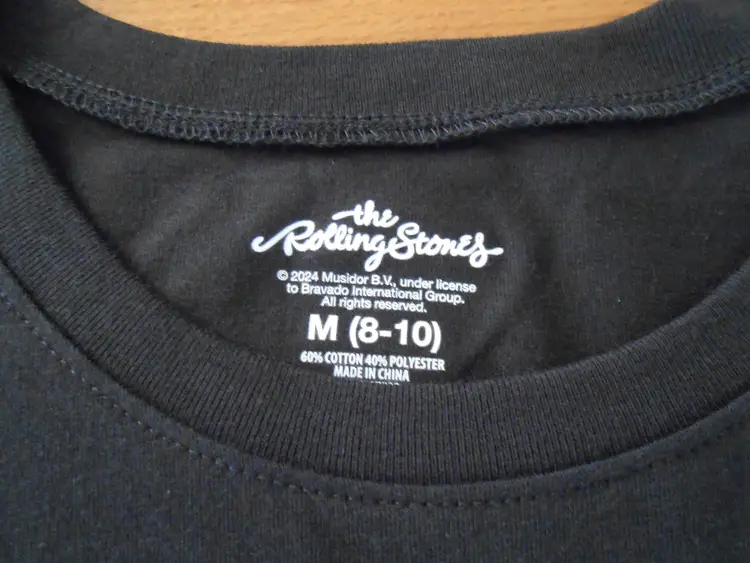 the
Rolling Stones
© 2024 Musidor B.V., under license
to Bravado International Group.
All rights reserved.
M (8-10)
60% COTTON 40% POLYESTER
MADE IN CHINA